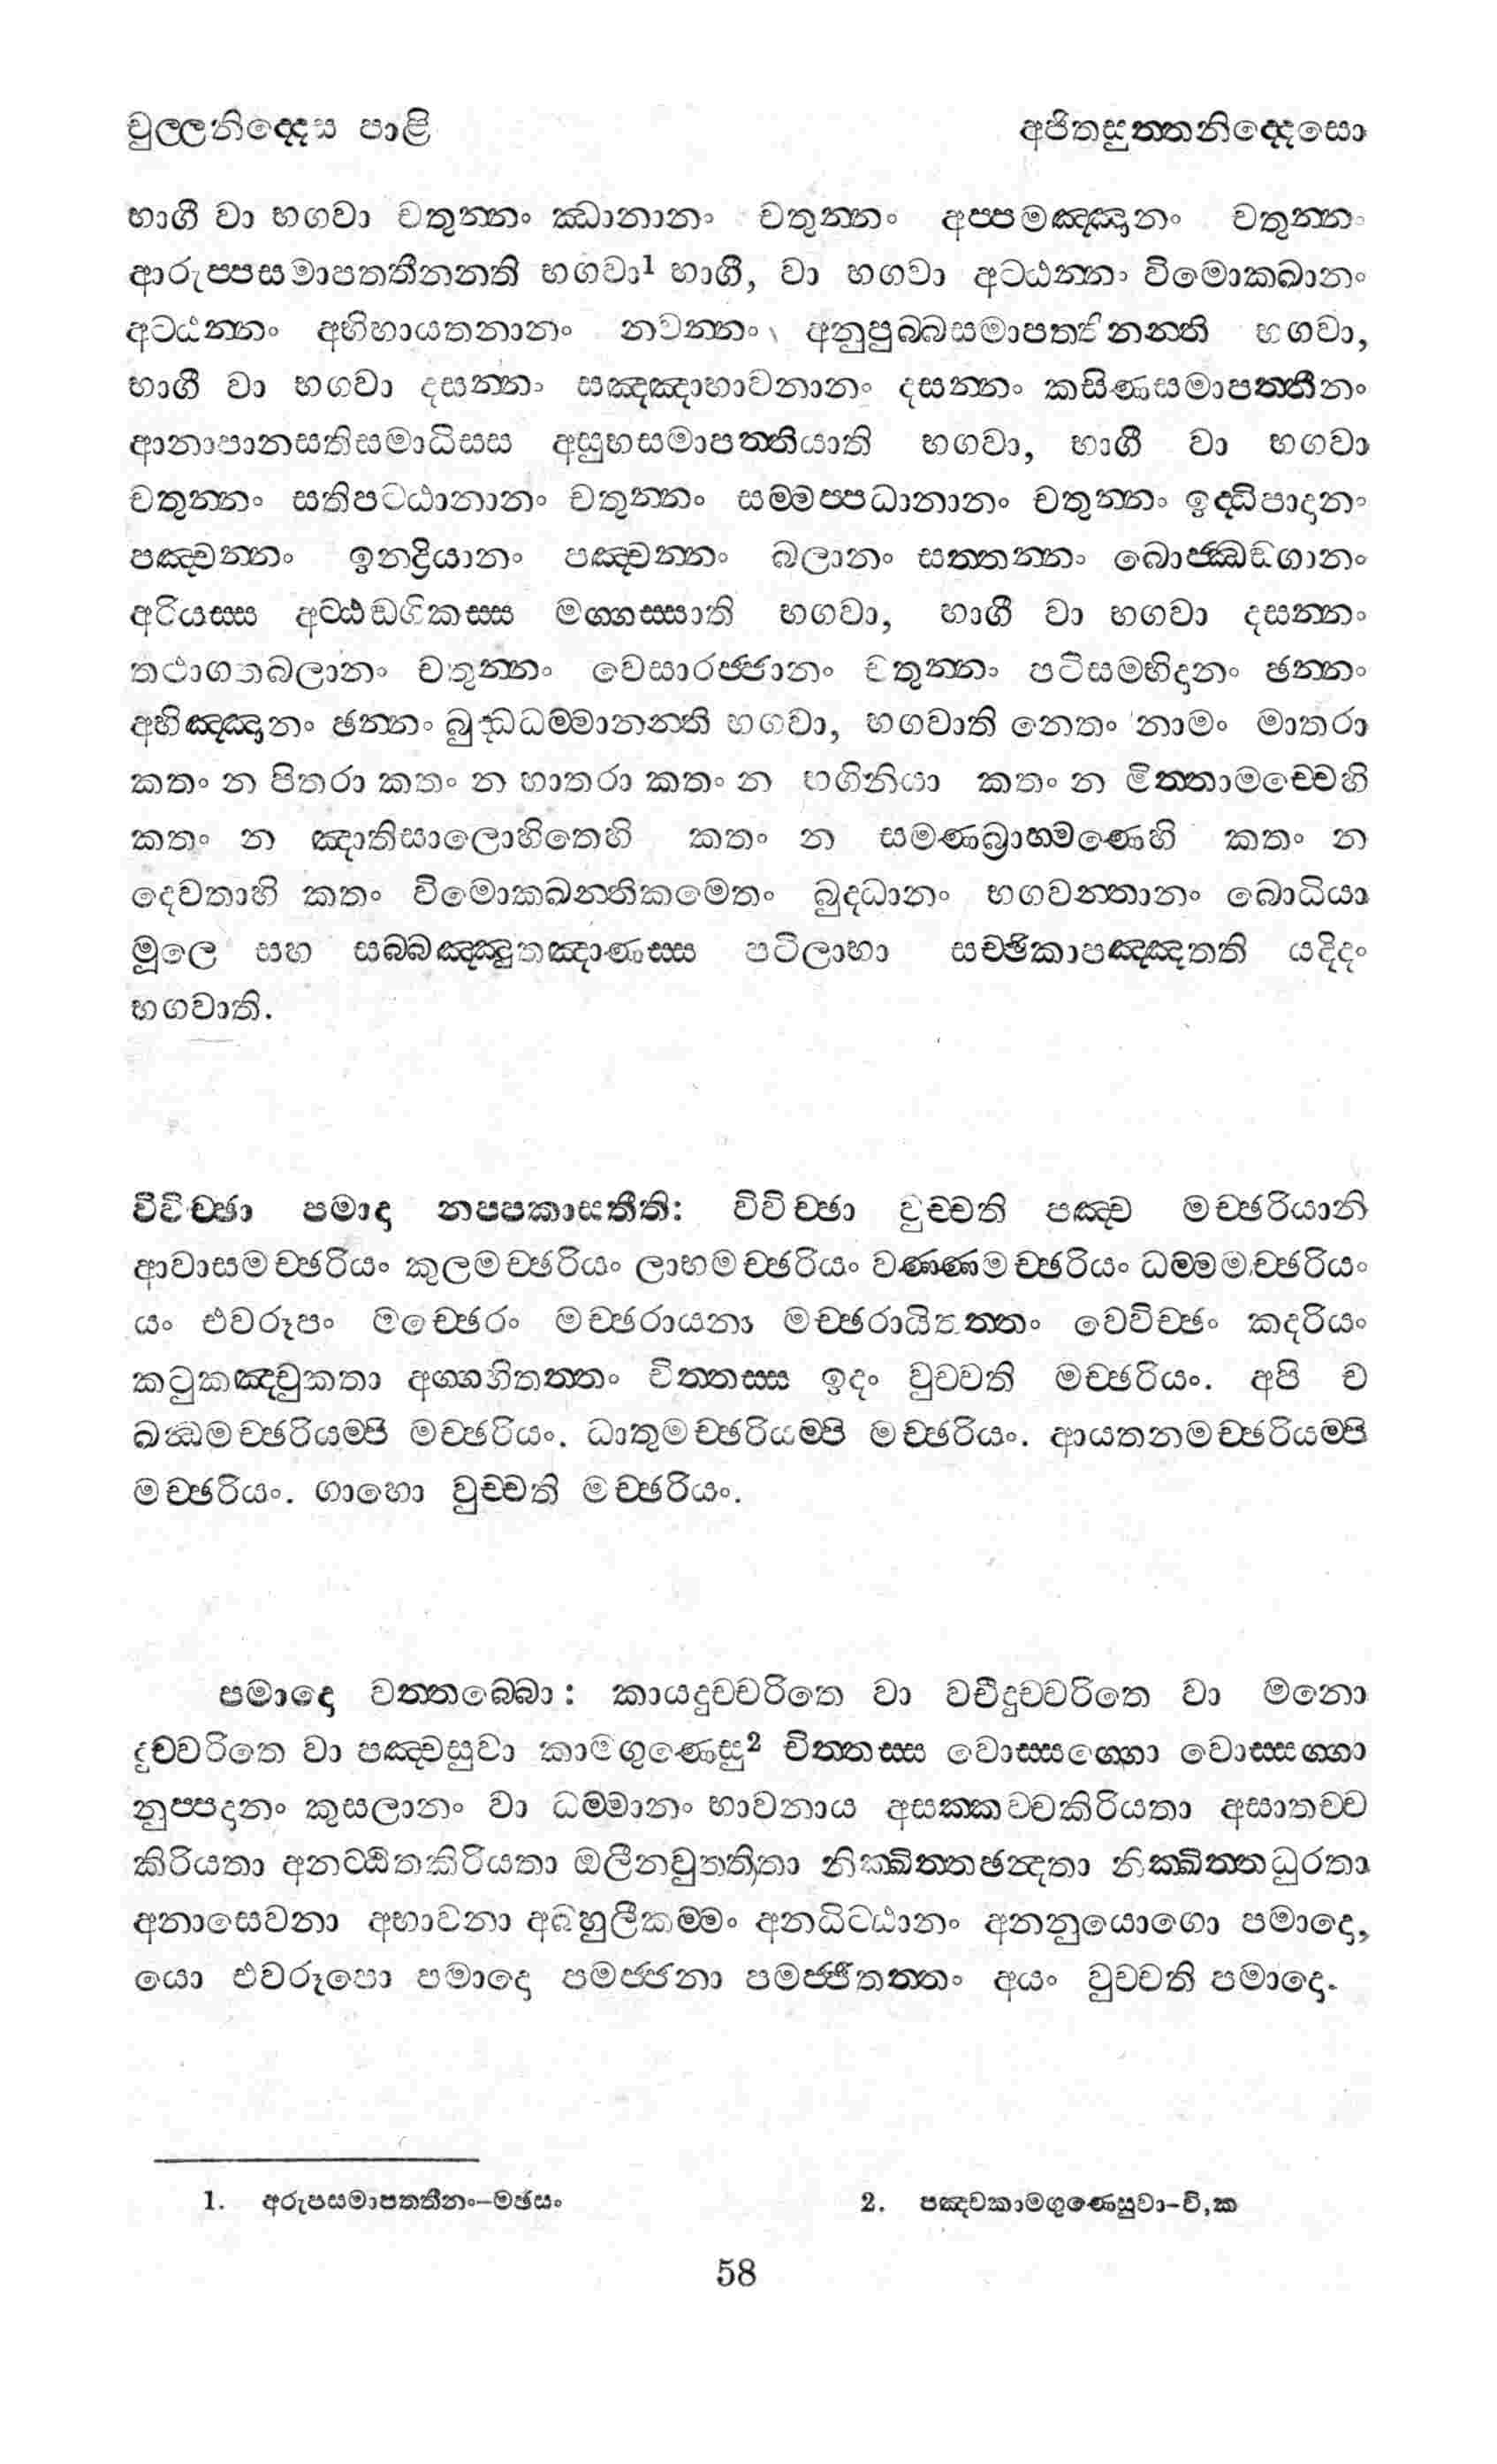 චුල්ලනිද්දෙස පාළි
අජිතසුත්තනිද්දෙසො
භාගී වා භගවා චතුන්නං ඣානානං චතුන්නං අප්පමඤ්ඤානං චතුන්නං
ආරුප්පසමාපත්තීනන්ති භගවා1 භාගී, වා භගවා අට්ඨන්නං විමොක්ඛානං
අට්ඨන්නං අභිභායතනානං නවන්නං අනුපුබ්බසමාපත්තිනන්ති භගවා,
භාගී වා භගවා දසන්නං සඤ්ඤාභාවනානං දසන්නං කසිණසමාපත්තීනං
ආනාපානසතිසමාධිස්ස අසුභසමාපත්තියාති භගවා, භාගී වා භගවා
චතුන්නං සතිපට්ඨානානං චතුන්නං සම්මප්පධානානං චතුන්නං ඉද්ධිපාදානං
පඤ්චන්නං ඉන්ද්‍රියානං පඤ්චන්නං බලානං සත්තන්නං බොජ්ඣඞ්ගානං
අරියස්ස අට්ඨඞ්ගිකස්ස මග්ගස්සාති භගවා, භාගී වා භගවා දසන්නං
තථාගතබලානං චතුන්නං වෙසාරජ්ජානං චතුන්නං පටිසම්භිදානං ඡන්නං
අභිඤ්ඤානං ඡන්නං බුද්ධධම්මානන්ති භගවා, භගවාති නෙතං නාමං මාතරා
කතං න පිතරා කතං න භාතරා කතං න භගිනියා කතං න මිත්තාමච්චෙහි
කතං න ඤාතිසාලොහිතෙහි කතං න සමණබ්‍රාහ්මණෙහි කතං න
දෙවතාහි කතං විමොක්ඛන්තිකමෙතං බුද්ධානං භගවන්තානං බොධියා
මූලෙ සහ සබ්බඤ්ඤුතඤාණස්ස පටිලාභා සච්ඡිකාපඤ්ඤත්ති යදිදං
භගවාති.
විවිච්ඡා පමාදා නප්පකාසතීති: විවිච්ඡා වුච්චති පඤ්ච මච්ඡරියානි
ආවාසමච්ඡරියං කුලමච්ඡරියං ලාභමච්ඡරියං වණ්ණමච්ඡරියං ධම්මමච්ඡරියං
යං එවරූපං මච්ඡෙරං මච්ඡරායනා මච්ඡරායිතත්තං වෙවිච්ඡං කදරියං
කටුකඤ්චුකතා අග්ගහිතත්තං චිත්තස්ස ඉදං වුච්චති මච්ඡරියං. අපි ච
ඛන්ධමච්ඡරියම්පි මච්ඡරියං. ධාතුමච්ඡරියම්පි මච්ඡරියං. ආයතනමච්ඡරියම්පි
මච්ඡරියං. ගාහො වුච්චති මච්ඡරියං.
පමාදො වත්තබ්බො: කායදුච්චරිතෙ වා වචීදුච්චරිතෙ වා මනො
දුච්චරිතෙ වා පඤ්චසුවා කාමගුණෙසු2 චිත්තස්ස වොස්සග්ගො වොස්සග්ගා
නුප්පදානං කුසලානං වා ධම්මානං භාවනාය අසක්කච්චකිරියතා අසාතච්ච
කිරියතා අනට්ඨිතකිරියතා ඔලීනවුත්තිතා නික්ඛිත්තඡන්දතා නික්ඛිත්තධුරතා
අනාසෙවනා අභාවනා අබහුලීකම්මං අනධිට්ඨානං අනනුයොගො පමාදො,
යො එවරූපො පමාදො පමජ්ජනා පමජ්ජිතත්තං අයං වුච්චති පමාදො.
1. අරුපසමාපත්තීනං–මඡසං
2. පඤ්චකාමගුණෙසුවා–වි,ක
58